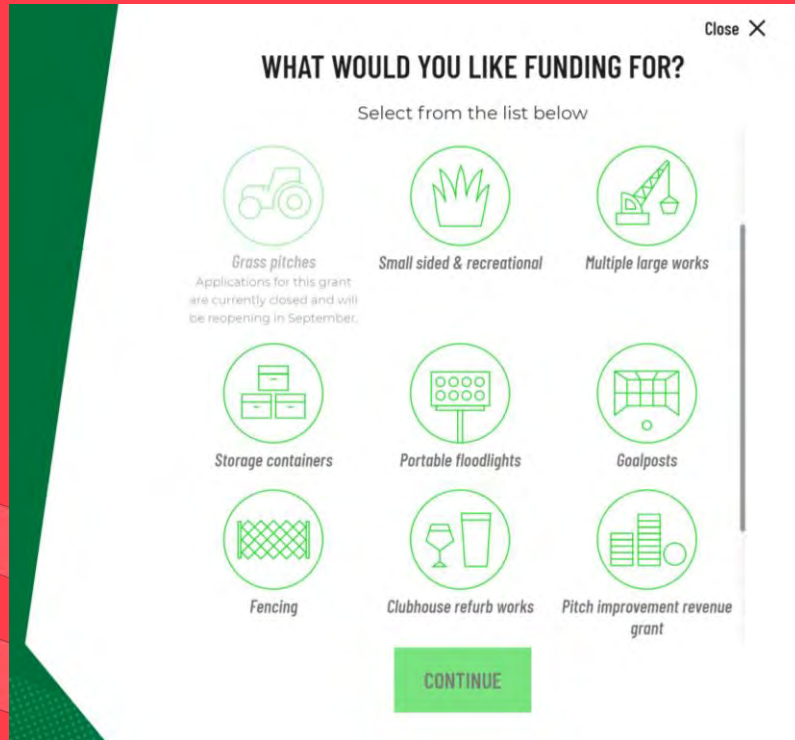 Close
WHAT WOULD YOU LIKE FUNDING FOR?
Select from the list below
Grass pitches
Applications for this grant
are currently closed and will
be reopening in September.
Small sided & recreational
Multiple large works
Storage containers
Portable floodlights
Goalposts
Fencing
Clubhouse refurb works
Pitch improvement revenue
grant
CONTINUE